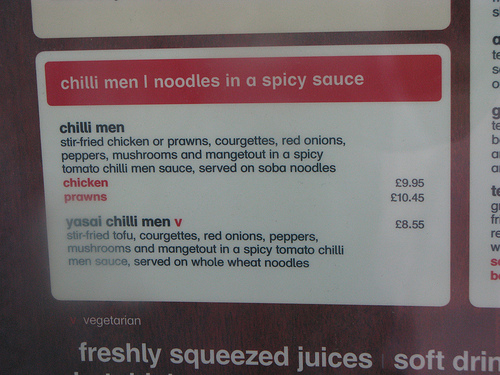 chilli men | noodles in a spicy sauce
chilli men
stir-fried chicken or prawns, courgettes, red onions,
peppers, mushrooms and mangetout in a spicy
tomato chilli men sauce, served on soba noodles
chicken £9.95
prawns £10.45
yasai chilli men v £8.55
stir-fried tofu, courgettes, red onions, peppers,
mushrooms and mangetout in a spicy tomato chilli
men sauce, served on whole wheat noodles
v vegetarian
freshly squeezed juices | soft drin